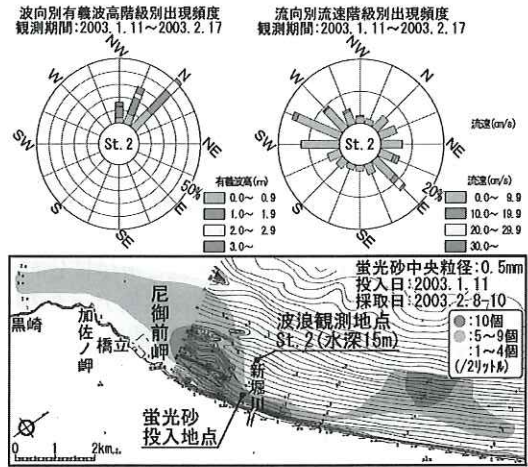 波向別有義波高階級別出現頻度
観測期間:2003.1.11～2003.2.17
NW
N
W
NE
SW
E
SE
S
St.2
50%
有義波高(m)
0.0～ 0.9
1.0～ 1.9
2.0～ 2.9
3.0～
流向別流速階級別出現頻度
観測期間:2003.1.11～2003.2.17
NW
N
W
NE
SW
E
SE
S
St.2
20%
流速(cm/s)
流速(cm/s)
0.0～ 9.9
10.0～ 19.9
20.0～ 29.9
30.0～
蛍光砂中央粒径:0.5mm
投入日:2003.1.11
採取日:2003.2.8-10
:10個
:5～9個
:1～4個
(/2リットル)
黒崎
加佐ノ岬
橋立
尼御前岬
波浪観測地点
St.2(水深15m)
新堀川
蛍光砂
投入地点
0 1 2km